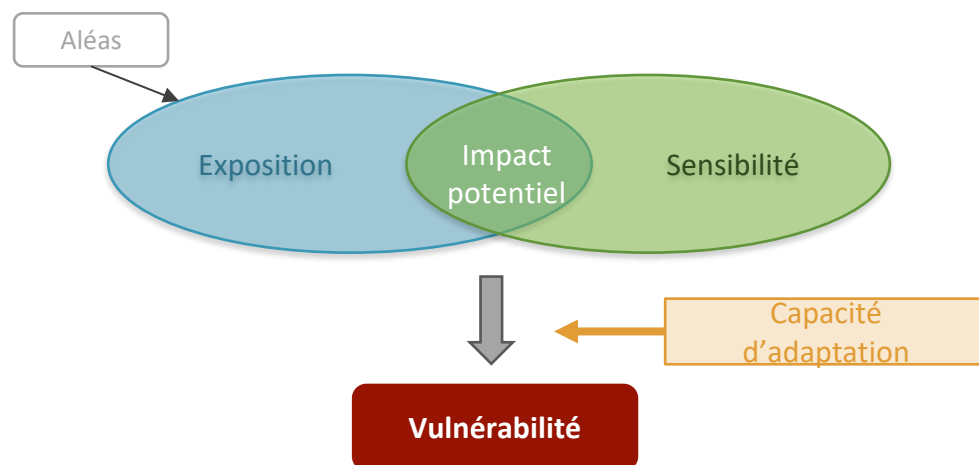 Aléas
Exposition
Impact
potentiel
Sensibilité
Capacité
d’adaptation
Vulnérabilité